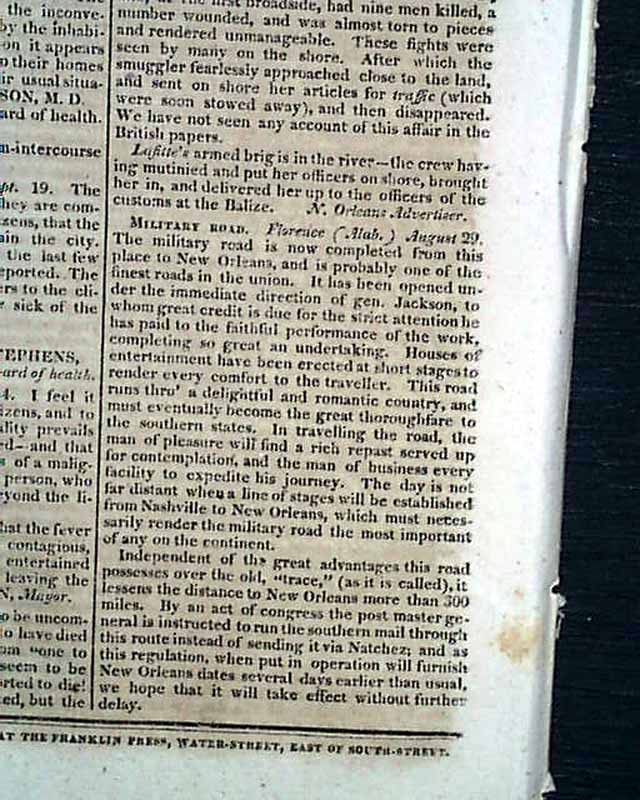 the inconve-
by the inhabi-
on it appears
o their homes
ir usual situa-
SON, M. D.
ard of health.
n-intercourse
pt. 19. The
they are com-
zens, that the
ain the city.
the last few
eported. The
ers to the cli-
r sick of the
TEPHENS,
ard of health.
4. I feel it
izens, and to
ality prevails
ed—and that
s of a malig-
person, who
eyond the li-
hat the fever
contagious,
entertained
leaving the
N, Mayor.
o be uncom-
o have died
om "one to
seem to be
orted to die!
ed, but the
first broadside, had nine men killed, a
number wounded, and was almost torn to pieces
and rendered unmanageable. These fights were
seen by many on the shore. After which the
smuggler fearlessly approached close to the land,
and sent on shore her articles for traffic (which
were soon stowed away), and then disappeared.
We have not seen any account of this affair in the
British papers.
Lafitte's armed brig is in the river—the crew hav-
ing mutinied and put her officers on shore, brought
her in, and delivered her up to the officers of the
customs at the Balize. N. Orleans Advertiser.
MILITARY ROAD. Florence (Alab.) August 29.
The military road is now completed from this
place to New Orleans, and is probably one of the
finest roads in the union. It has been opened un-
der the immediate direction of gen. Jackson, to
whom great credit is due for the strict attention he
has paid to the faithful performance of the work,
completing so great an undertaking. Houses of
entertainment have been erected at short stages to
render every comfort to the traveller. This road
runs thro' a delightful and romantic country, and
must eventually become the great thoroughfare to
the southern states. In travelling the road, the
man of pleasure will find a rich repast served up
for contemplation, and the man of business every
facility to expedite his journey. The day is not
far distant when a line of stages will be established
from Nashville to New Orleans, which must neces-
sarily render the military road the most important
of any on the continent.
Independent of the great advantages this road
possesses over the old, "trace," (as it is called), it
lessens the distance to New Orleans more than 300
miles. By an act of congress the post master ge-
neral is instructed to run the southern mail through
this route instead of sending it via Natchez; and as
this regulation, when put in operation will furnish
New Orleans dates several days earlier than usual,
we hope that it will take effect without further
delay.
AT THE FRANKLIN PRESS, WATER-STREET, EAST OF SOUTH-STREET.